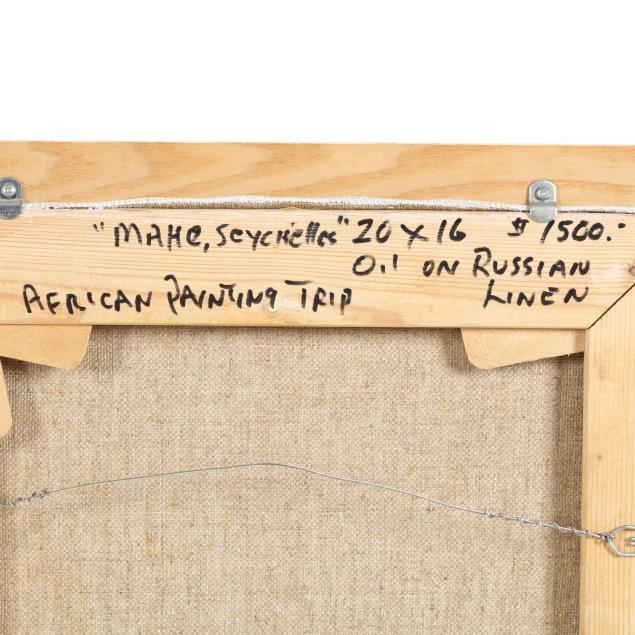 "MAHE, SEYCHElles" 20 X 16 $1500.-
Oil ON RUSSIAN
AFRICAN PAINTING TRIP LINEN